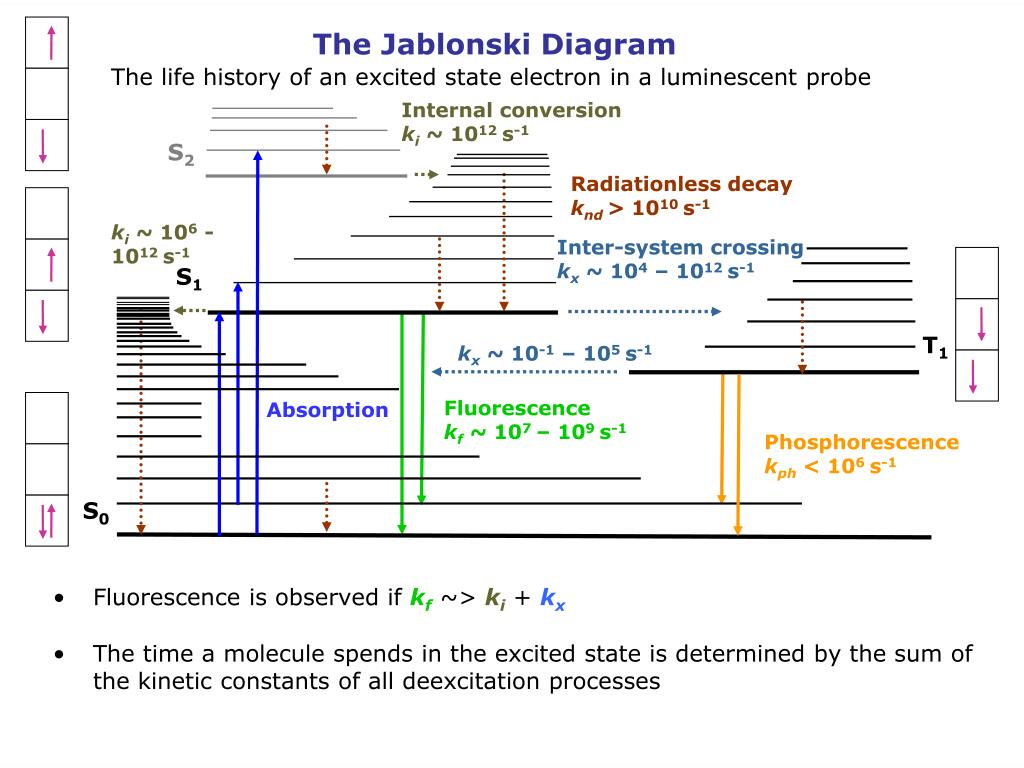 The Jablonski Diagram
The life history of an excited state electron in a luminescent probe
Internal conversion
kᵢ ~ 10¹² s⁻¹
S₂
Radiationless decay
k_nd > 10¹⁰ s⁻¹
kᵢ ~ 10⁶ -
10¹² s⁻¹
Inter-system crossing
kₓ ~ 10⁴ – 10¹² s⁻¹
S₁
T₁
kₓ ~ 10⁻¹ – 10⁵ s⁻¹
Absorption
Fluorescence
k_f ~ 10⁷ – 10⁹ s⁻¹
Phosphorescence
k_ph < 10⁶ s⁻¹
S₀
• Fluorescence is observed if k_f ~> kᵢ + kₓ
• The time a molecule spends in the excited state is determined by the sum of
the kinetic constants of all deexcitation processes